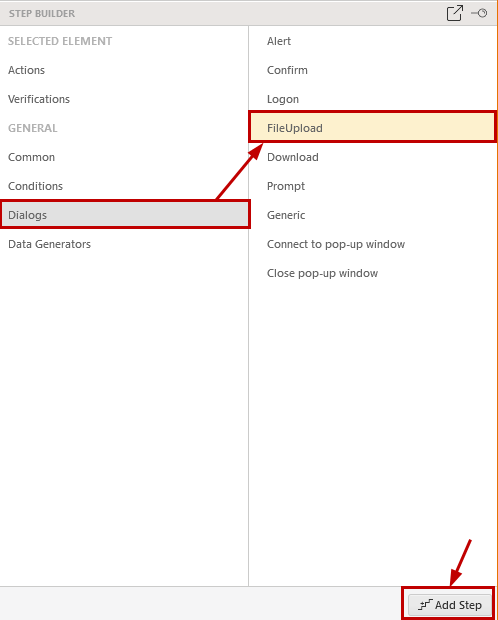 STEP BUILDER
SELECTED ELEMENT
Actions
Verifications
GENERAL
Common
Conditions
Dialogs
Data Generators
Alert
Confirm
Logon
FileUpload
Download
Prompt
Generic
Connect to pop-up window
Close pop-up window
Add Step